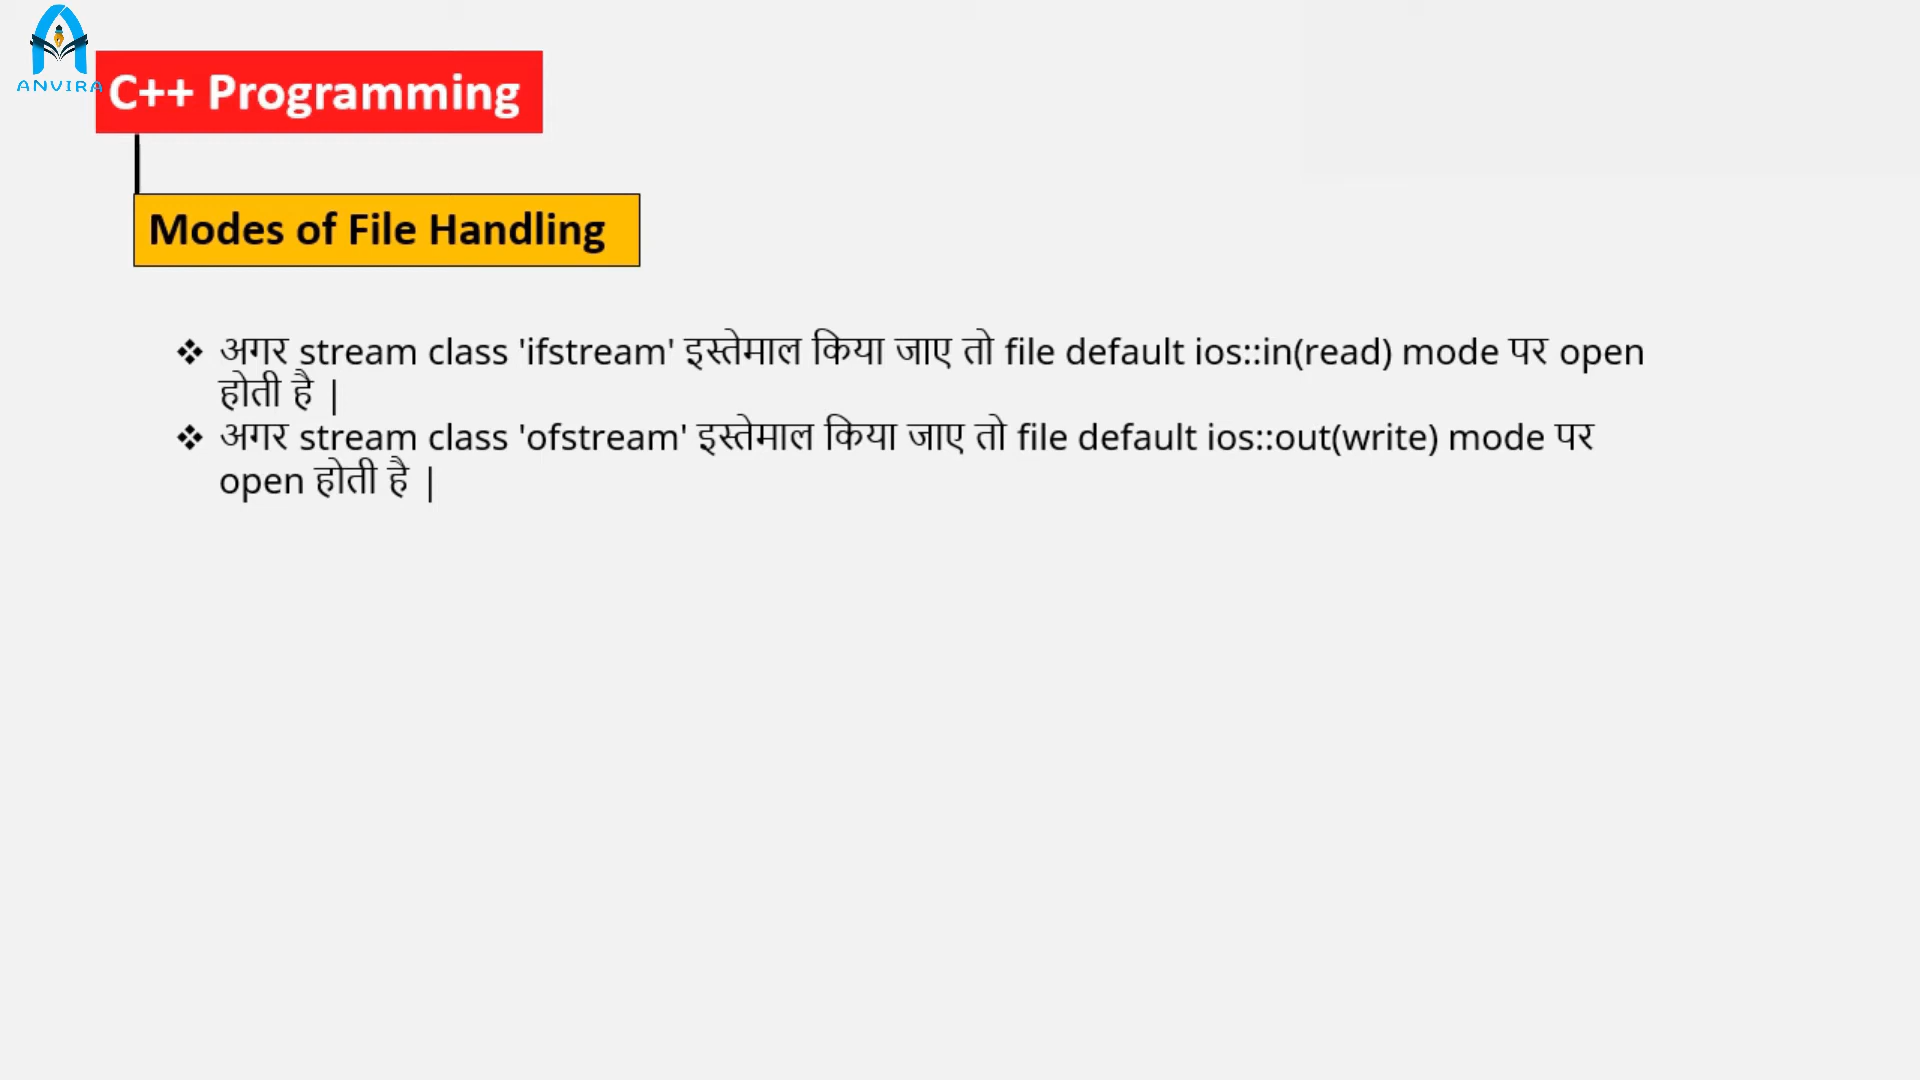 ANVIRA
C++ Programming
Modes of File Handling
❖ अगर stream class 'ifstream' इस्तेमाल किया जाए तो file default ios::in(read) mode पर open
होती है |
❖ अगर stream class 'ofstream' इस्तेमाल किया जाए तो file default ios::out(write) mode पर
open होती है |